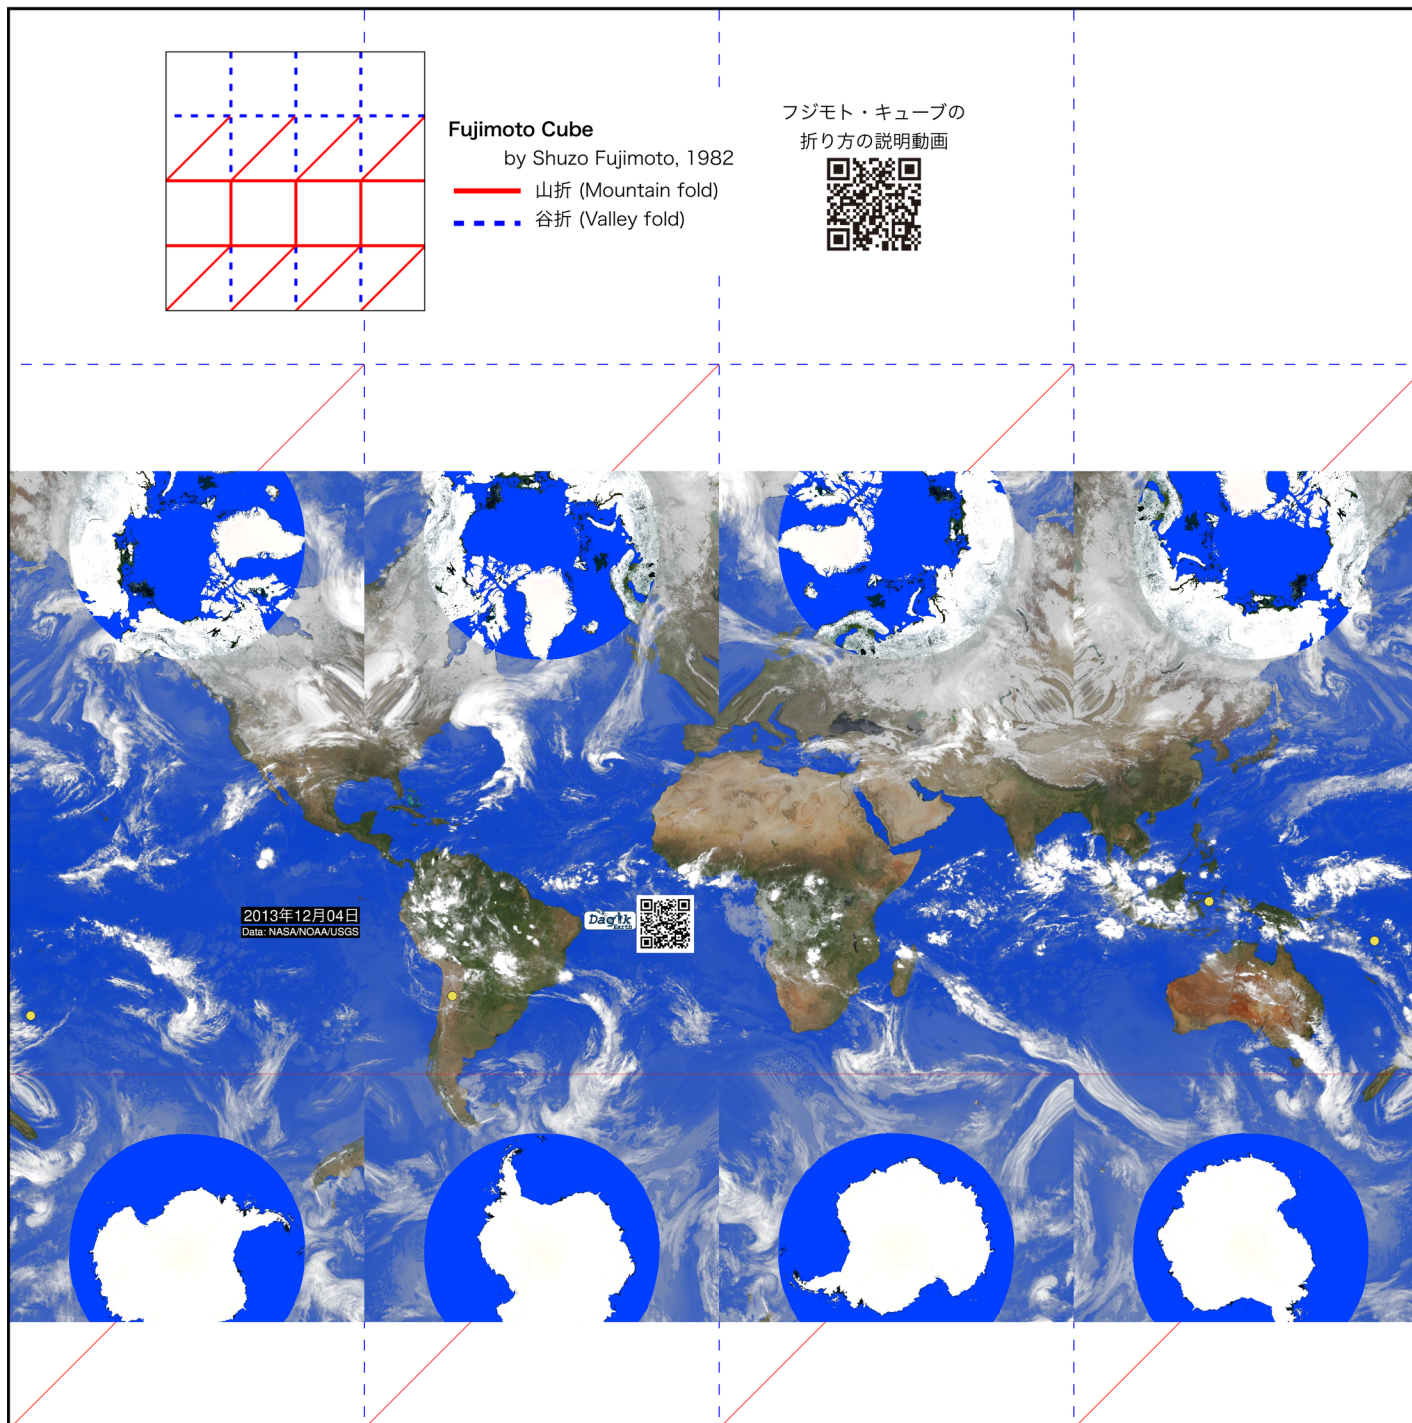 Fujimoto Cube
by Shuzo Fujimoto, 1982
山折 (Mountain fold)
谷折 (Valley fold)
フジモト・キューブの
折り方の説明動画
2013年12月04日
Data: NASA/NOAA/USGS
Dagik
Earth